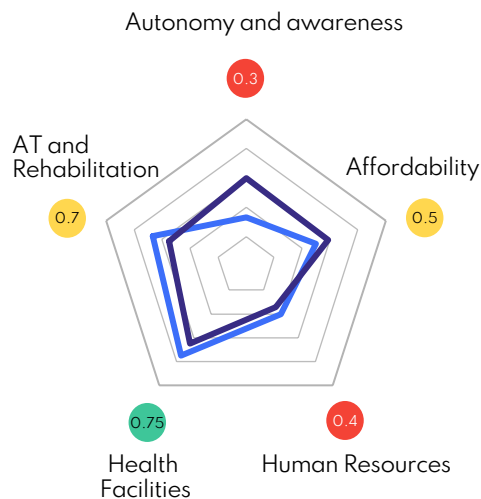 Autonomy and awareness
0.3
AT and
Rehabilitation
0.7
Affordability
0.5
0.75
Health
Facilities
0.4
Human Resources